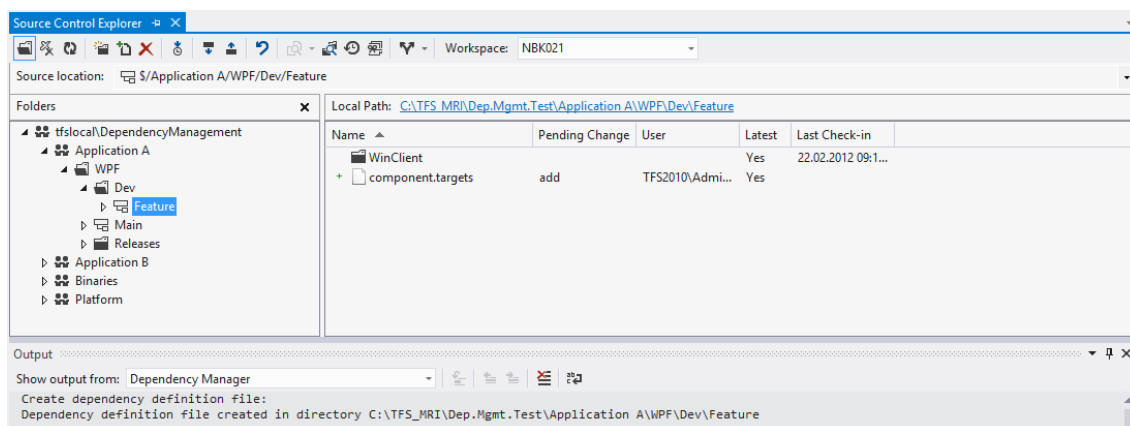 Source Control Explorer
Workspace: NBK021
Source location: $/Application A/WPF/Dev/Feature
Folders
Local Path: C:\TFS_MRI\Dep.Mgmt.Test\Application A\WPF\Dev\Feature
tfslocal\DependencyManagement
Application A
WPF
Dev
Feature
Main
Releases
Application B
Binaries
Platform
Name Pending Change User Latest Last Check-in
WinClient Yes 22.02.2012 09:1...
component.targets add TFS2010\Admi... Yes
Output
Show output from: Dependency Manager
Create dependency definition file:
Dependency definition file created in directory C:\TFS_MRI\Dep.Mgmt.Test\Application A\WPF\Dev\Feature